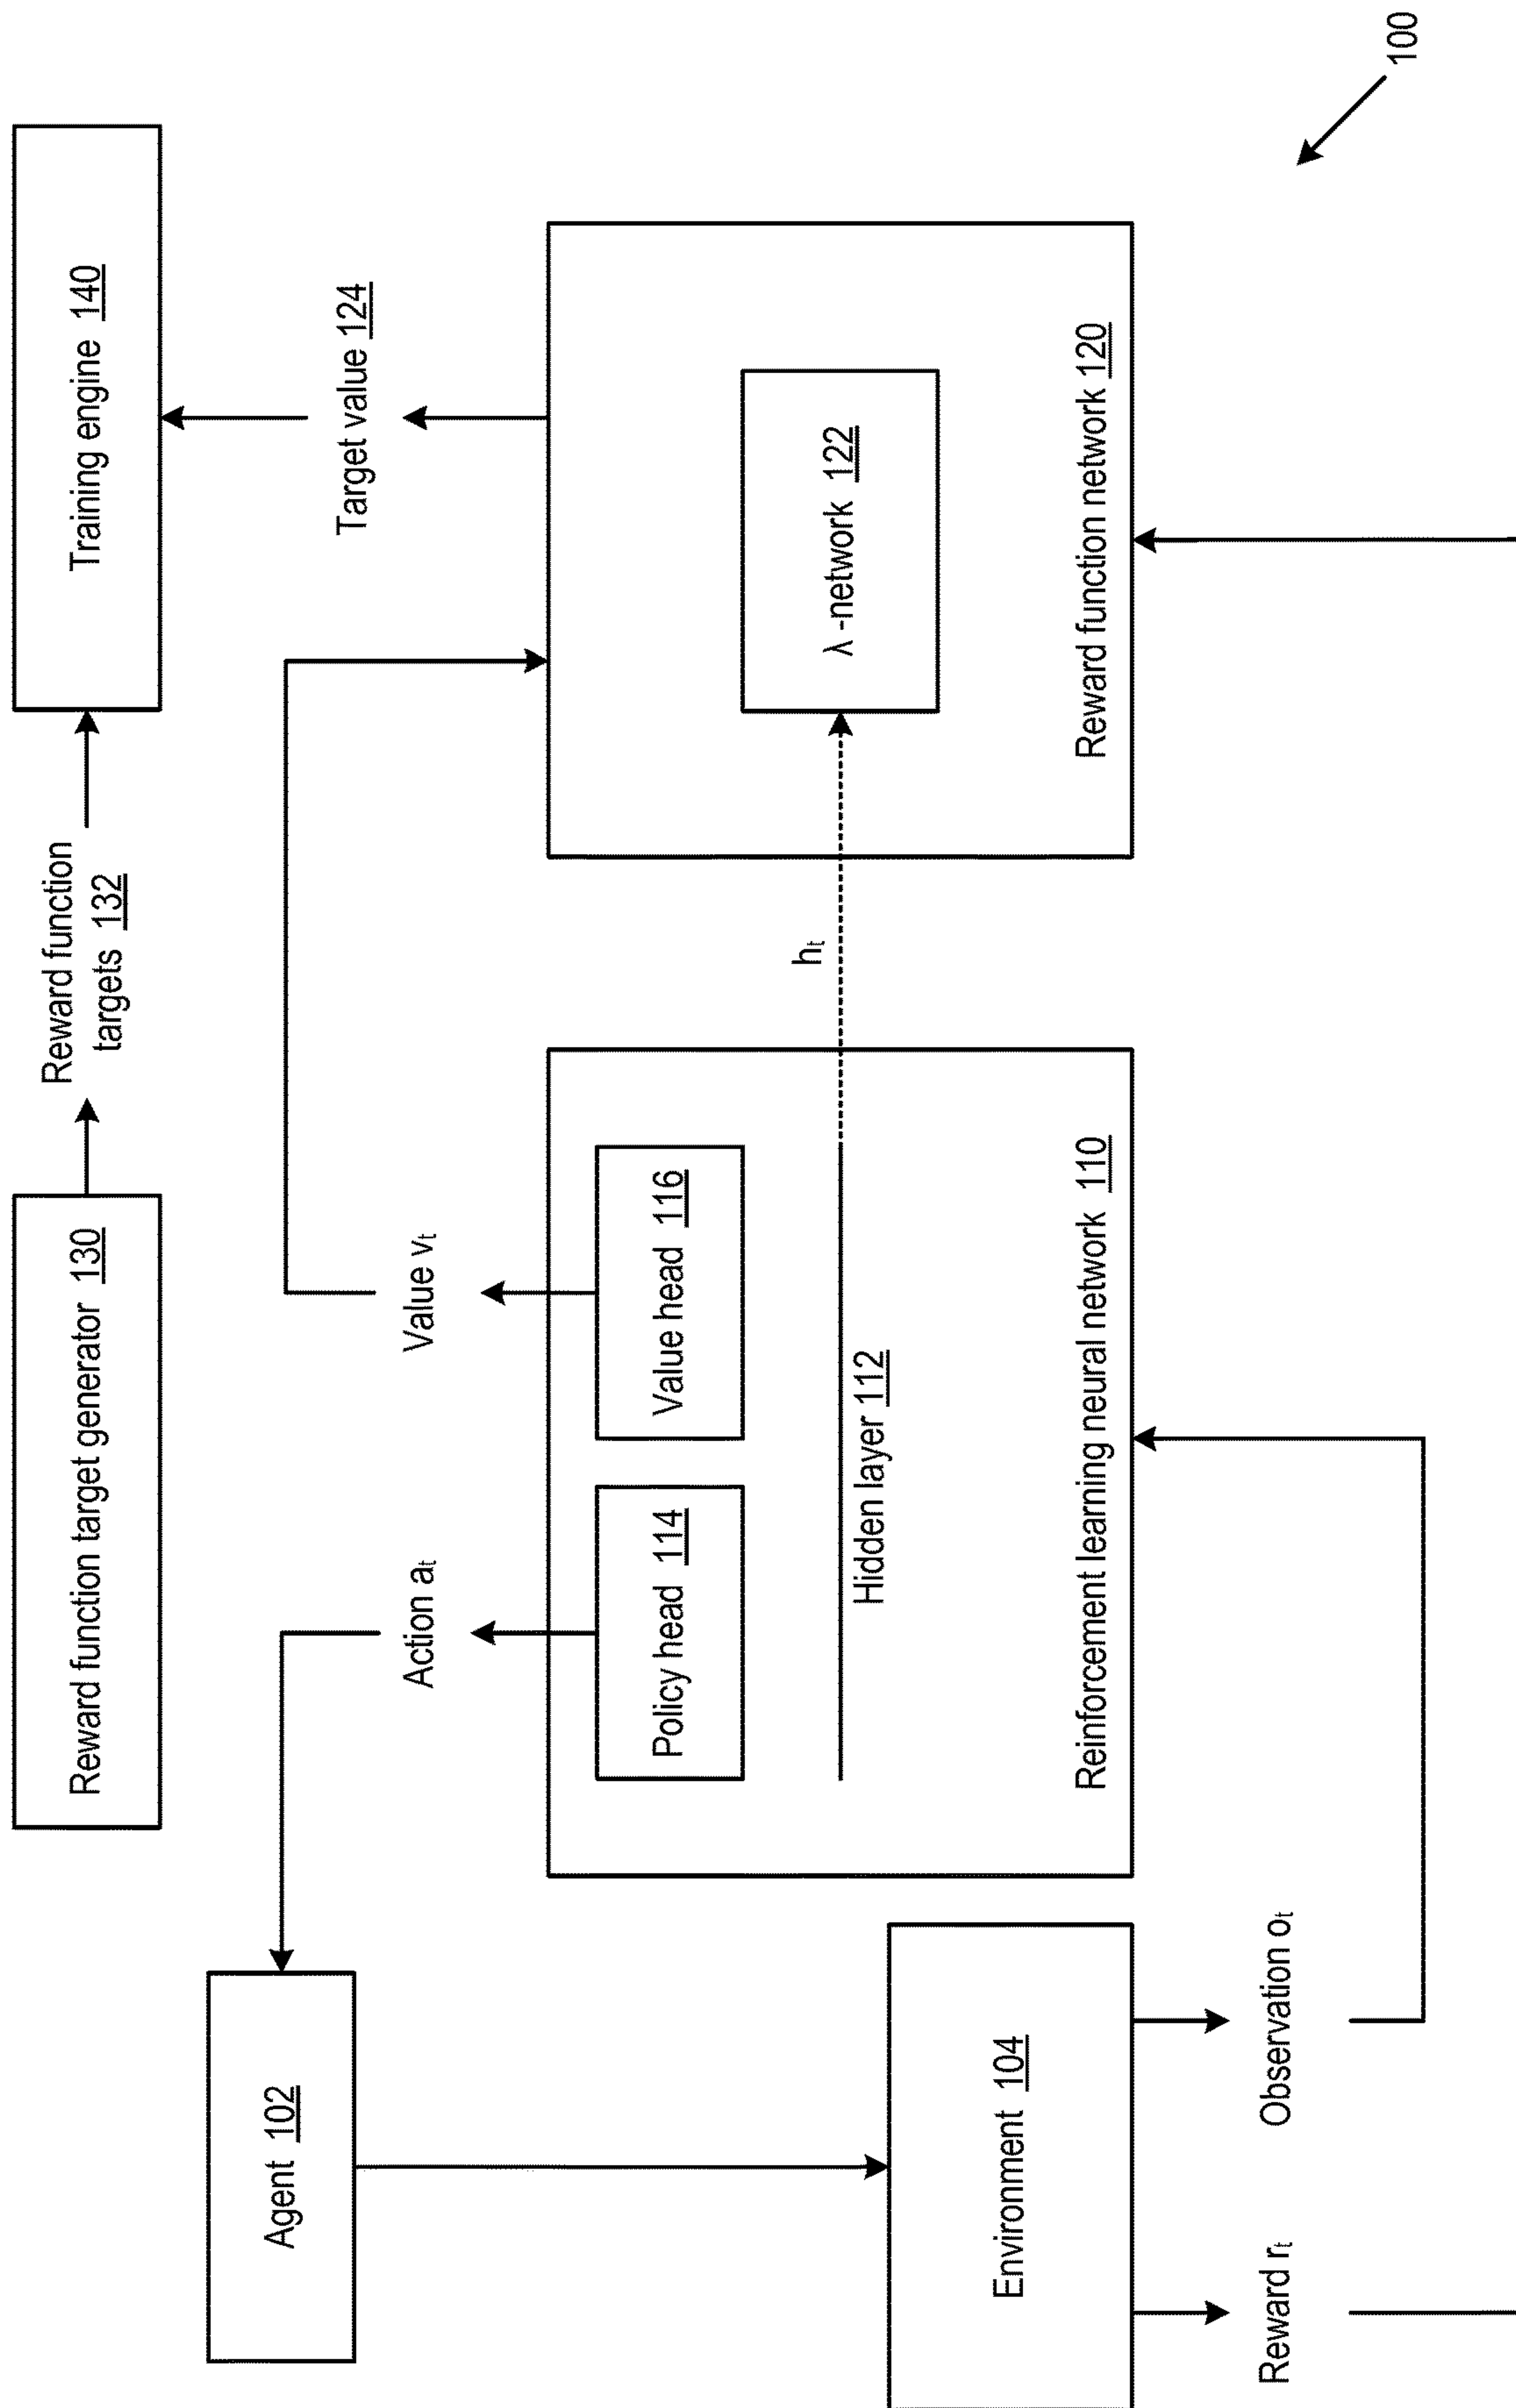 Reward function target generator 130
Reward function
targets 132
Training engine 140
Agent 102
Action aₜ
Value vₜ
Target value 124
Policy head 114
Value head 116
Hidden layer 112
hₜ
λ -network 122
Environment 104
Reinforcement learning neural network 110
Reward function network 120
Reward rₜ
Observation oₜ
100